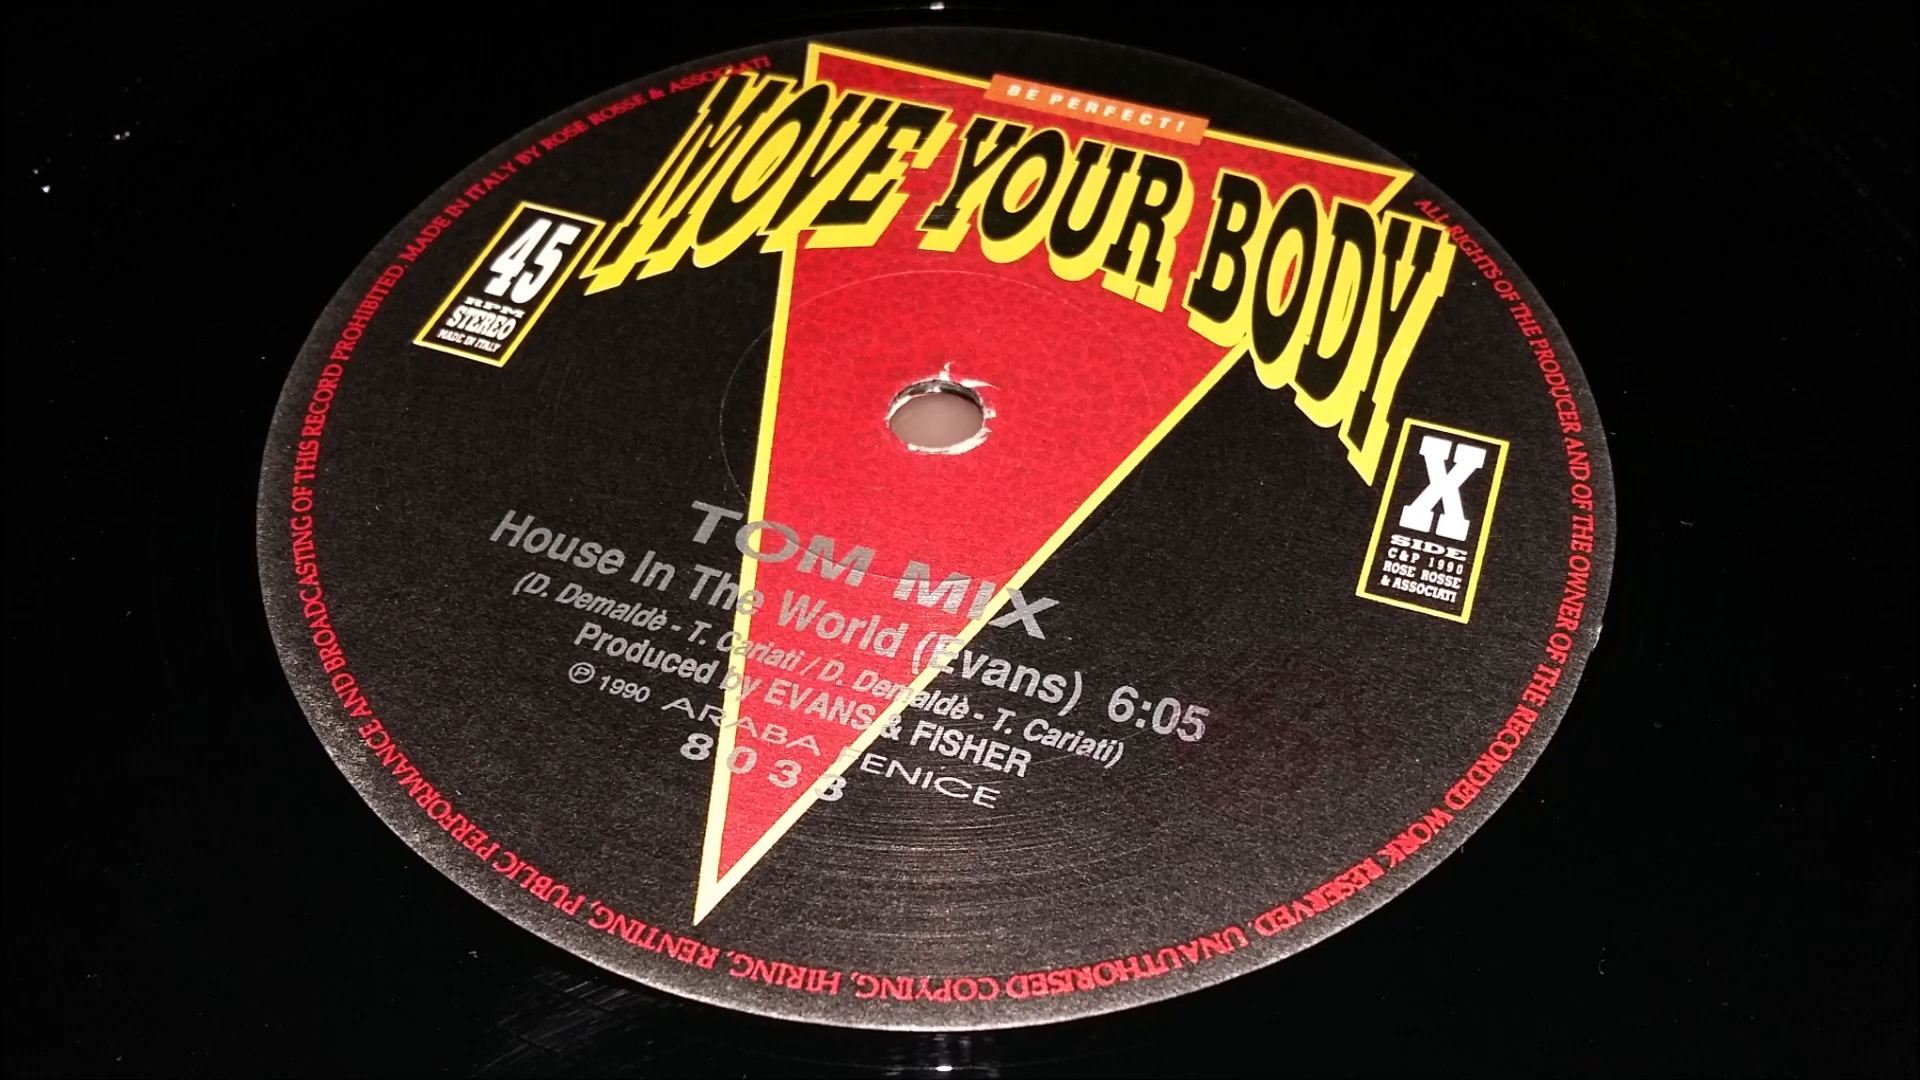 BE PERFECT!
MOVE YOUR BODY
45
RPM
STEREO
MADE IN ITALY
X
SIDE
C&P 1990
ROSE ROSSE
& ASSOCIATI
TOM MIX
House In The World (Evans) 6:05
(D. Demaldè - T. Cariati / D. Demaldè - T. Cariati)
Produced by EVANS & FISHER
℗ 1990 ARABA FENICE
8033
ALL RIGHTS OF THE PRODUCER AND OF THE OWNER OF THE RECORDED WORK RESERVED. UNAUTHORISED COPYING, HIRING, RENTING, PUBLIC PERFORMANCE AND BROADCASTING OF THIS RECORD PROHIBITED. MADE IN ITALY BY ROSE ROSSE & ASSOCIATI